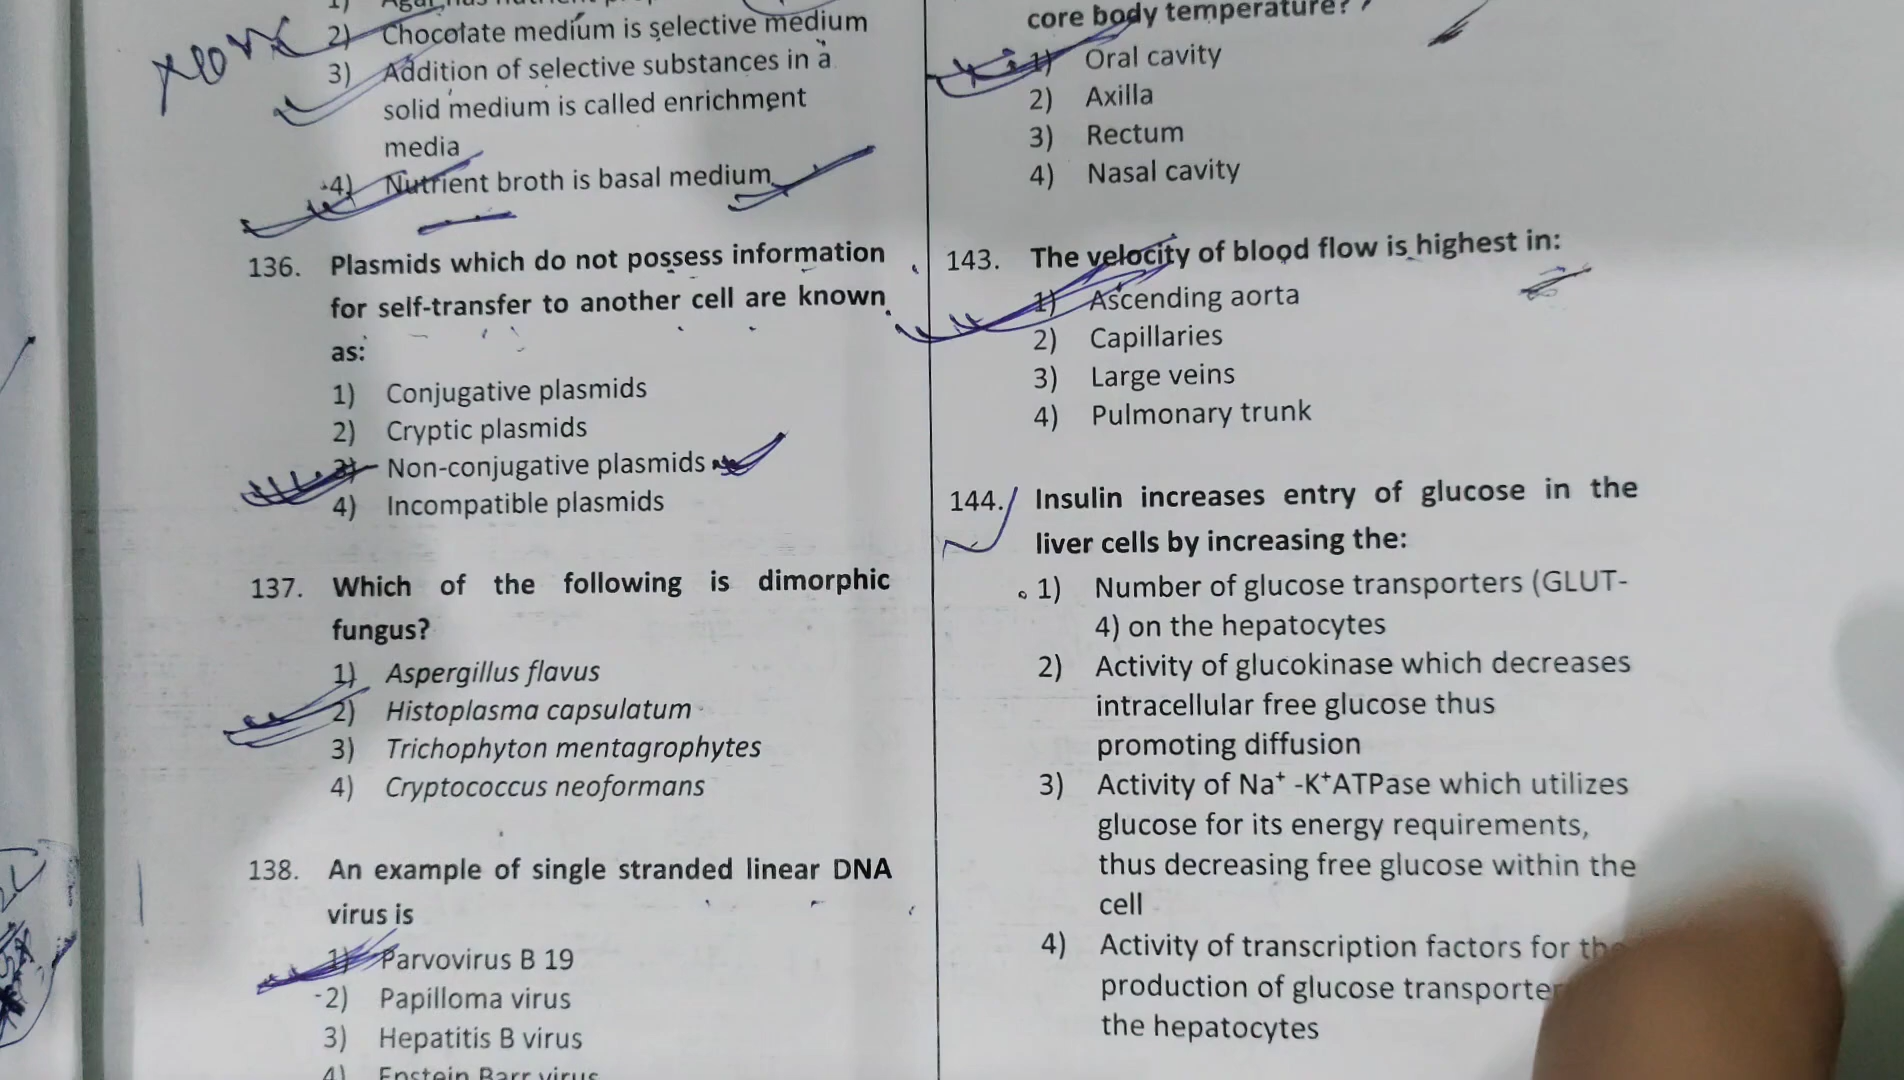 2) Chocolate medium is selective medium
3) Addition of selective substances in a
solid medium is called enrichment
media
4) Nutrient broth is basal medium
136. Plasmids which do not possess information
for self-transfer to another cell are known
as:
1) Conjugative plasmids
2) Cryptic plasmids
3) Non-conjugative plasmids
4) Incompatible plasmids
137. Which of the following is dimorphic
fungus?
1) Aspergillus flavus
2) Histoplasma capsulatum
3) Trichophyton mentagrophytes
4) Cryptococcus neoformans
138. An example of single stranded linear DNA
virus is
1) Parvovirus B 19
2) Papilloma virus
3) Hepatitis B virus
4) Epstein Barr virus
core body temperature?
1) Oral cavity
2) Axilla
3) Rectum
4) Nasal cavity
143. The velocity of blood flow is highest in:
1) Ascending aorta
2) Capillaries
3) Large veins
4) Pulmonary trunk
144. Insulin increases entry of glucose in the
liver cells by increasing the:
1) Number of glucose transporters (GLUT-
4) on the hepatocytes
2) Activity of glucokinase which decreases
intracellular free glucose thus
promoting diffusion
3) Activity of Na⁺ -K⁺ATPase which utilizes
glucose for its energy requirements,
thus decreasing free glucose within the
cell
4) Activity of transcription factors for the
production of glucose transporter
the hepatocytes